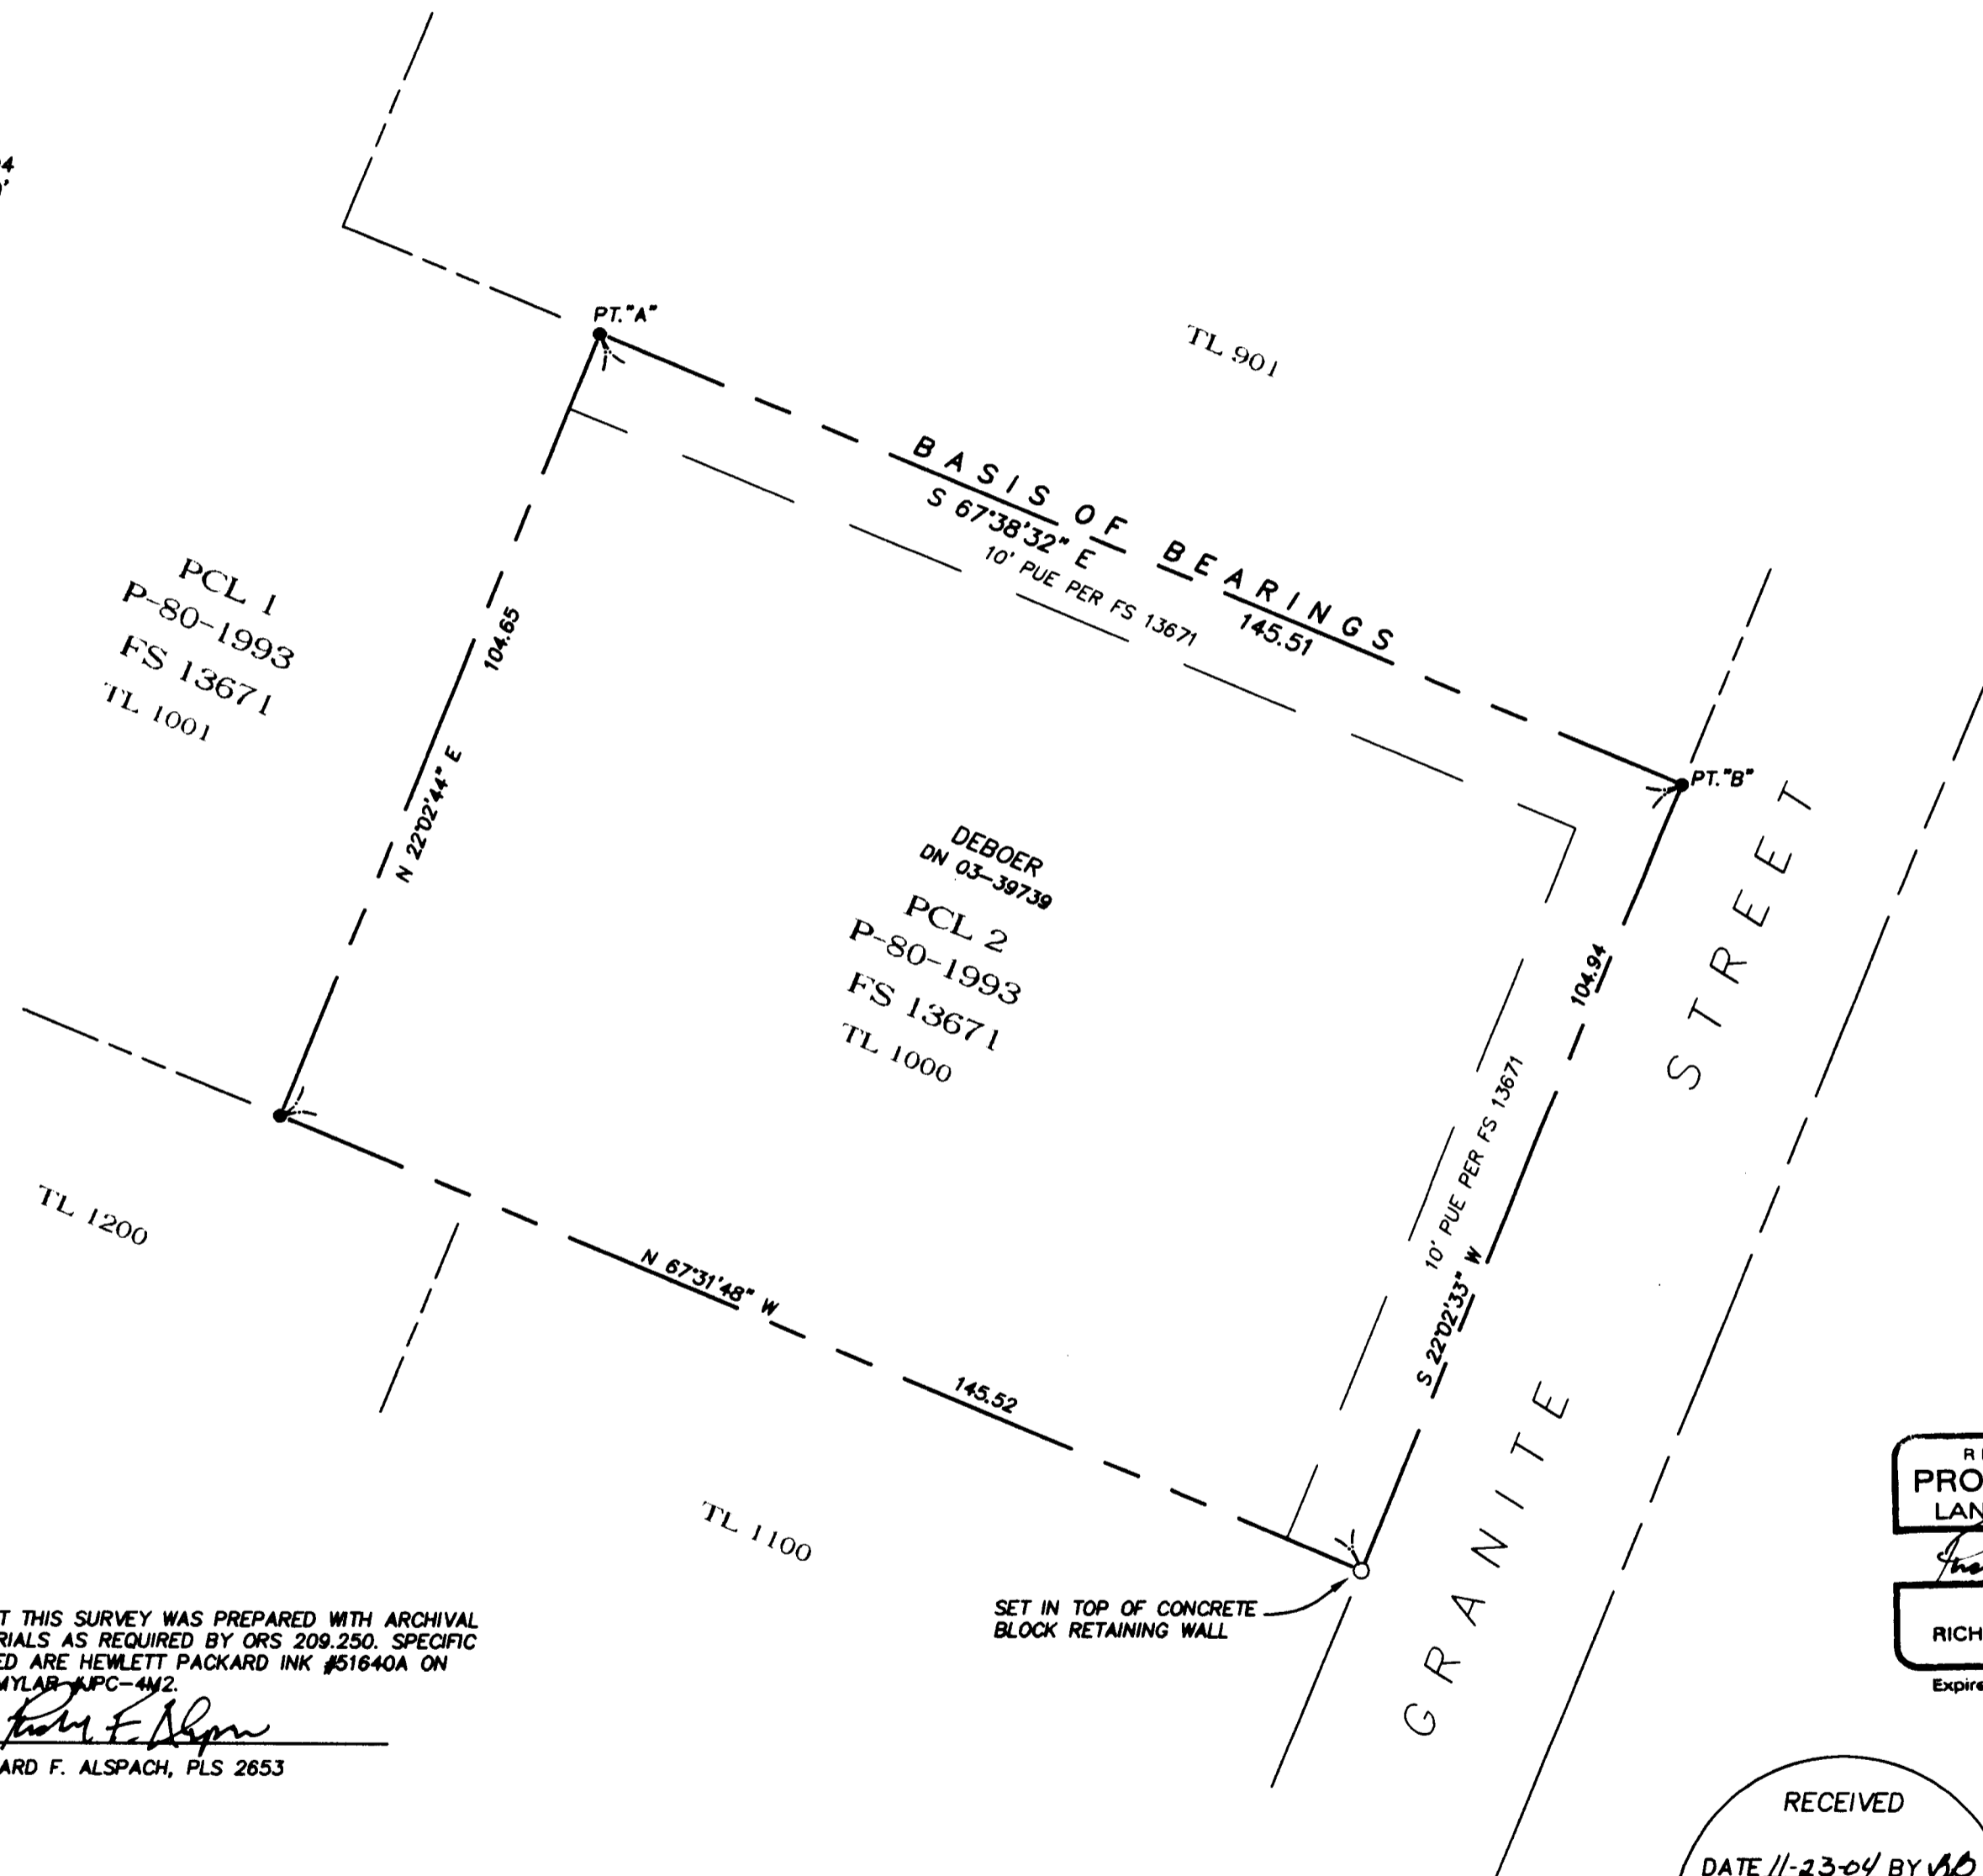 PT. "A"
TL 901
BASIS OF BEARINGS
S 67°38'32" E
145.51
10' PUE PER FS 13671
PCL 1
P-80-1993
FS 13671
TL 1001
104.65
N 22°02'44" E
PT. "B"
STREET
DEBOER
DN 03-39739
PCL 2
P-80-1993
FS 13671
TL 1000
104.94
10' PUE PER FS 13671
S 22°02'33" W
TL 1200
N 67°31'48" W
145.52
TL 1100
GRANITE
SET IN TOP OF CONCRETE
BLOCK RETAINING WALL
T THIS SURVEY WAS PREPARED WITH ARCHIVAL
RIALS AS REQUIRED BY ORS 209.250. SPECIFIC
ED ARE HEWLETT PACKARD INK #51640A ON
MYLAR #JPC-4M2.
ARD F. ALSPACH, PLS 2653
R
PRO
LAN
RICH
Expire
RECEIVED
DATE 11-23-04 BY